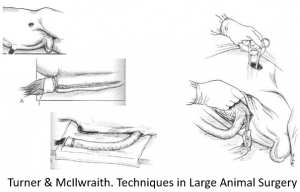 A
Turner & McIlwraith. Techniques in Large Animal Surgery